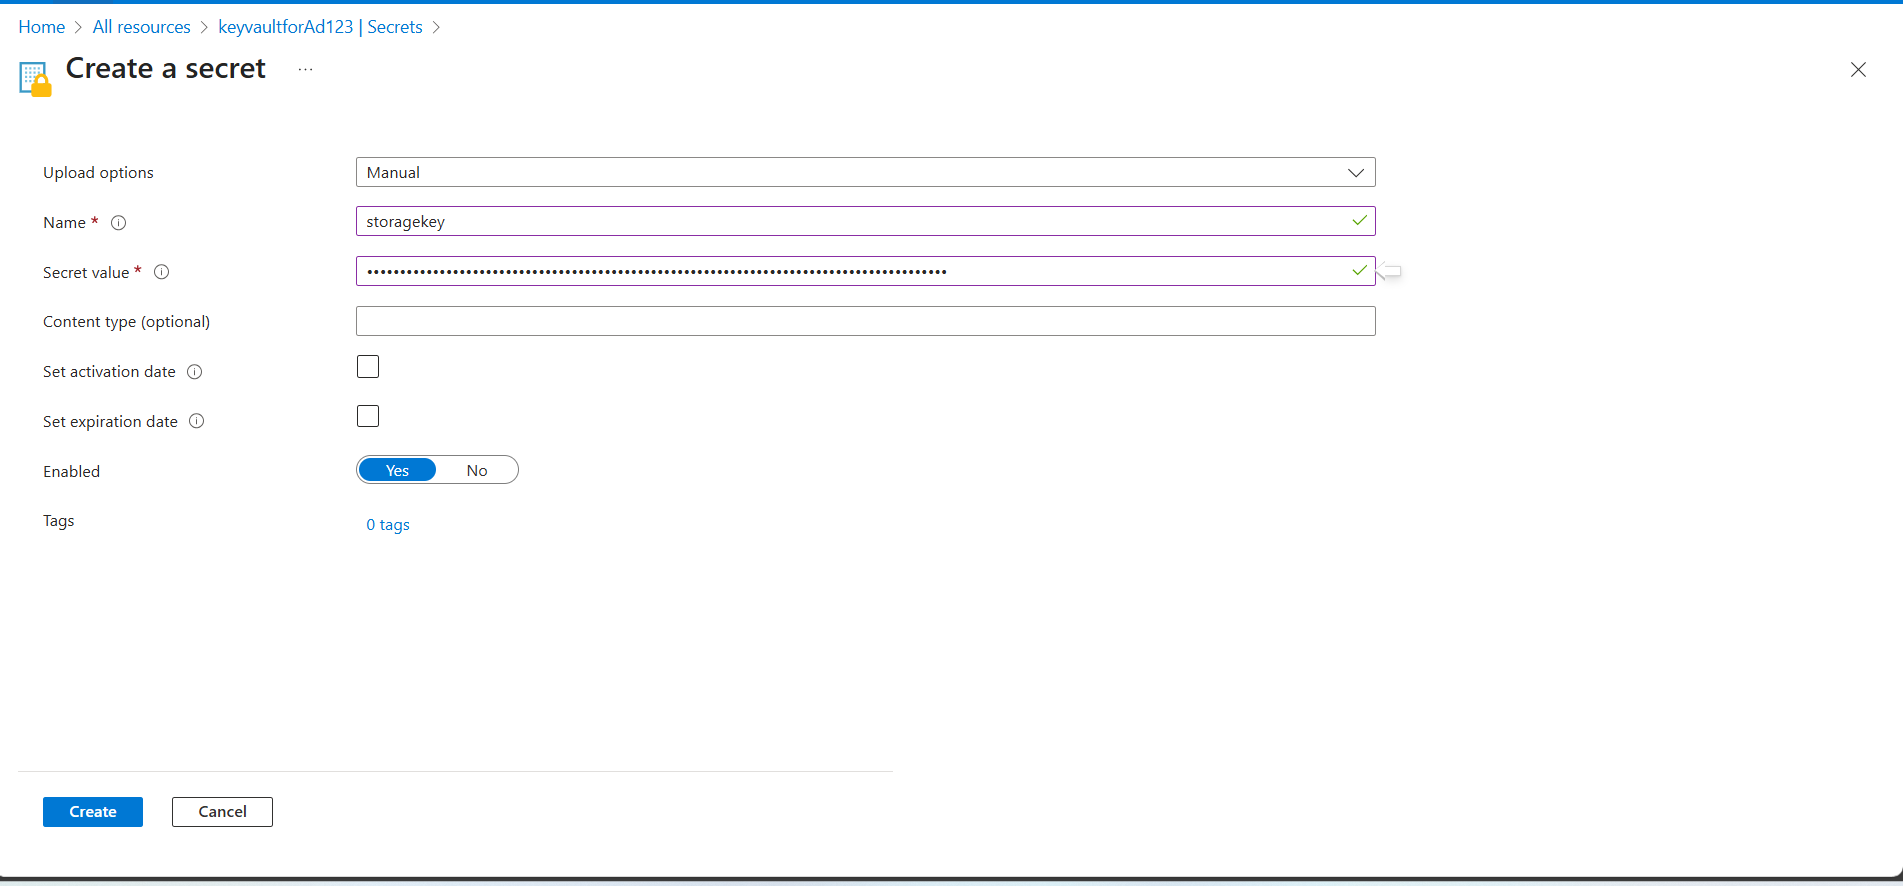 Home > All resources > keyvaultforAd123 | Secrets >
Create a secret ...
Upload options Manual
Name * storagekey
Secret value * ••••••••••••••••••••••••••••••••••••••••••••••••••••••••••••••••••••••••••••••••••••••••
Content type (optional)
Set activation date
Set expiration date
Enabled Yes No
Tags 0 tags
Create Cancel